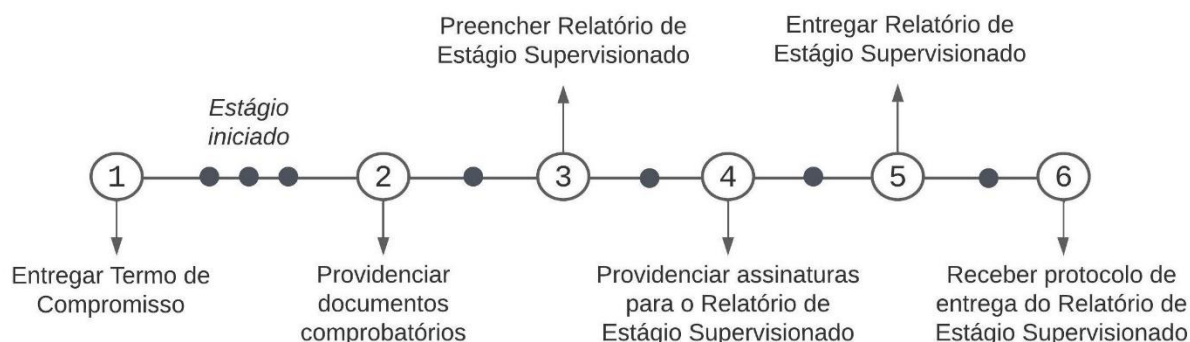 Preencher Relatório de
Estágio Supervisionado
Entregar Relatório de
Estágio Supervisionado
Estágio
iniciado
1
2
3
4
5
6
Entregar Termo de
Compromisso
Providenciar
documentos
comprobatórios
Providenciar assinaturas
para o Relatório de
Estágio Supervisionado
Receber protocolo de
entrega do Relatório de
Estágio Supervisionado